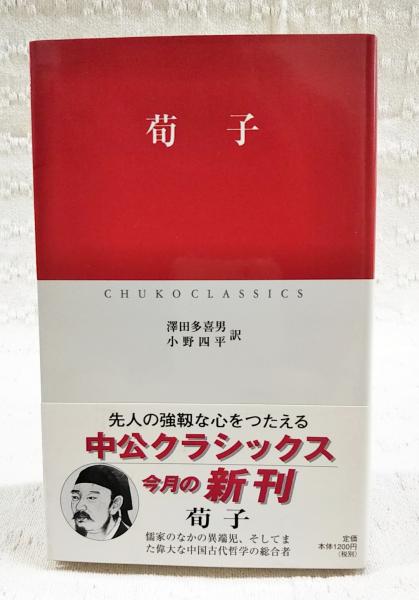 荀子
CHUKO CLASSICS
澤田多喜男
小野四平 訳
先人の強靱な心をつたえる
中公クラシックス
今月の新刊
荀子
儒家のなかの異端児、そしてま
た偉大な中国古代哲学の総合者
定価
本体1200円
(税別)